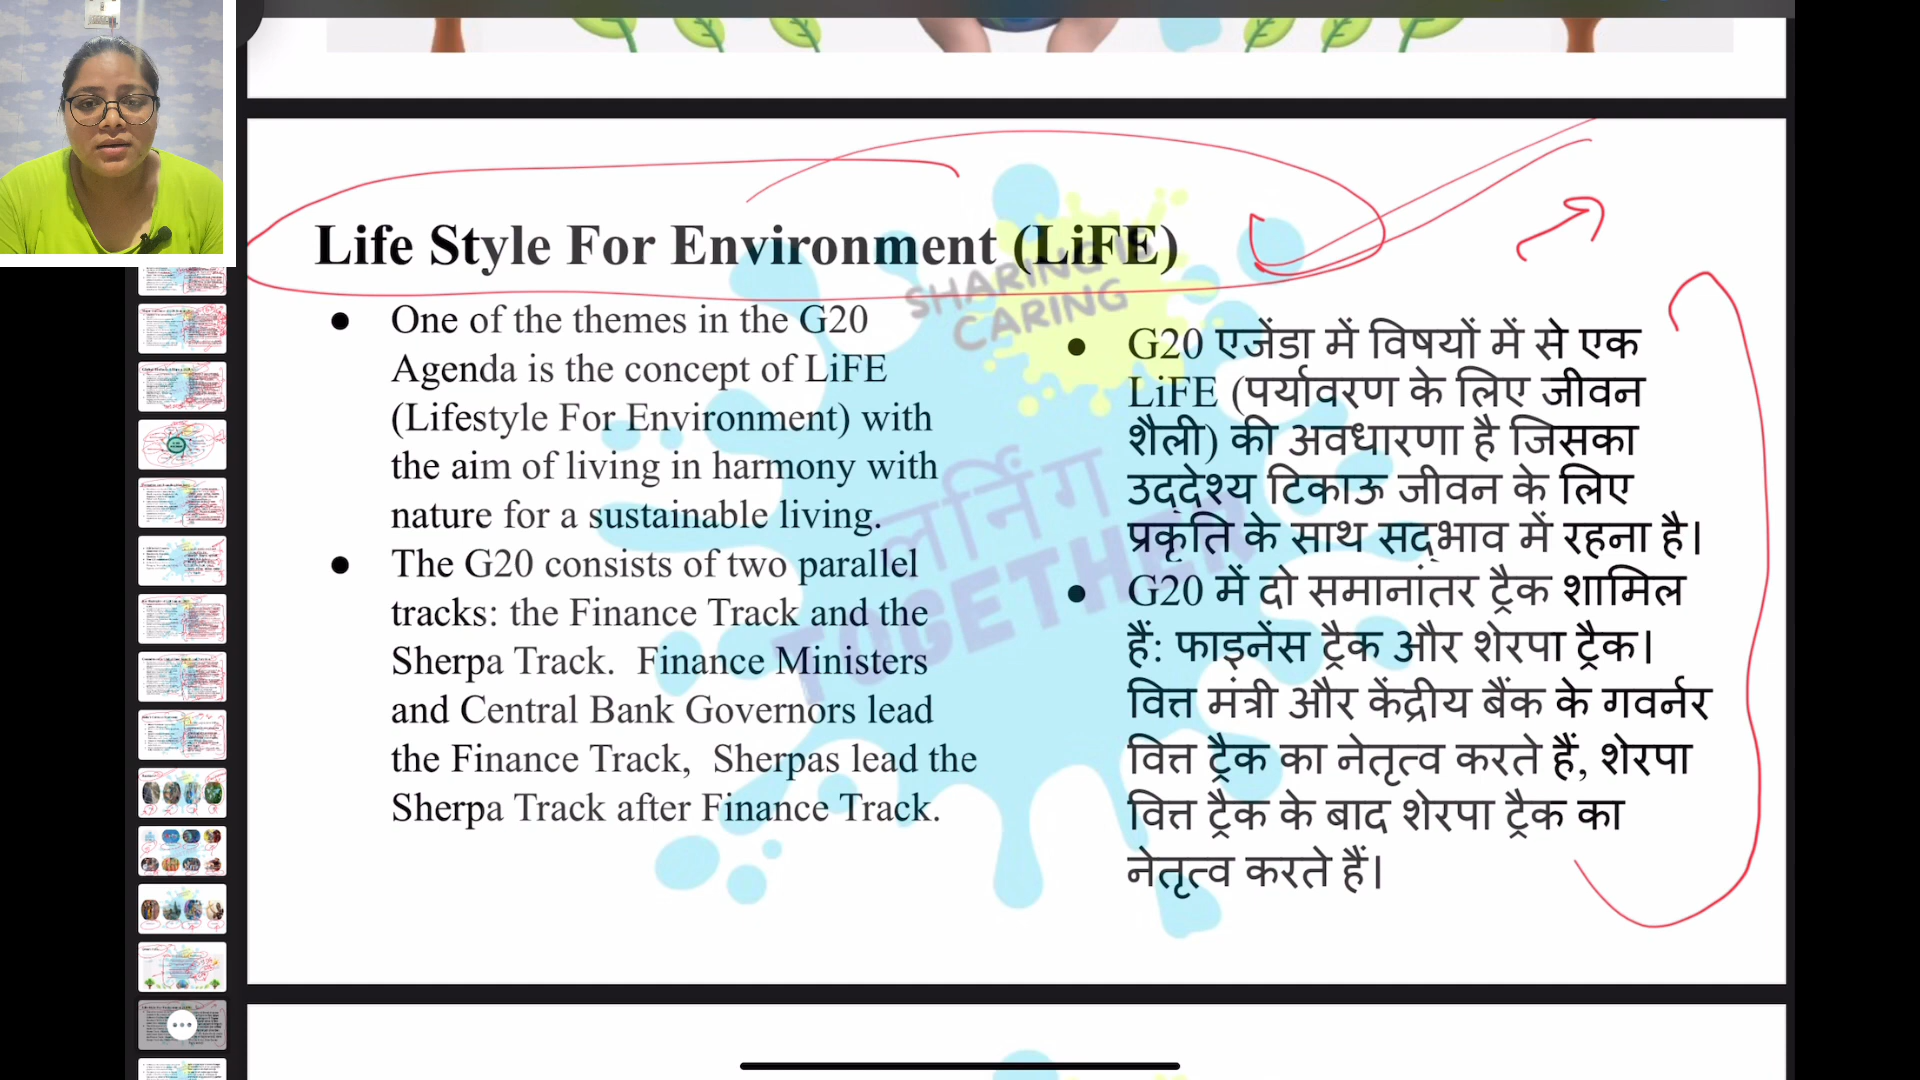 Life Style For Environment (LiFE)
● One of the themes in the G20
Agenda is the concept of LiFE
(Lifestyle For Environment) with
the aim of living in harmony with
nature for a sustainable living.
● The G20 consists of two parallel
tracks: the Finance Track and the
Sherpa Track. Finance Ministers
and Central Bank Governors lead
the Finance Track, Sherpas lead the
Sherpa Track after Finance Track.
● G20 एजेंडा में विषयों में से एक
LiFE (पर्यावरण के लिए जीवन
शैली) की अवधारणा है जिसका
उद्देश्य टिकाऊ जीवन के लिए
प्रकृति के साथ सद्भाव में रहना है।
● G20 में दो समानांतर ट्रैक शामिल
हैं: फाइनेंस ट्रैक और शेरपा ट्रैक।
वित्त मंत्री और केंद्रीय बैंक के गवर्नर
वित्त ट्रैक का नेतृत्व करते हैं, शेरपा
वित्त ट्रैक के बाद शेरपा ट्रैक का
नेतृत्व करते हैं।
SHARING IS
CARING
लर्निंग
TOGETHER